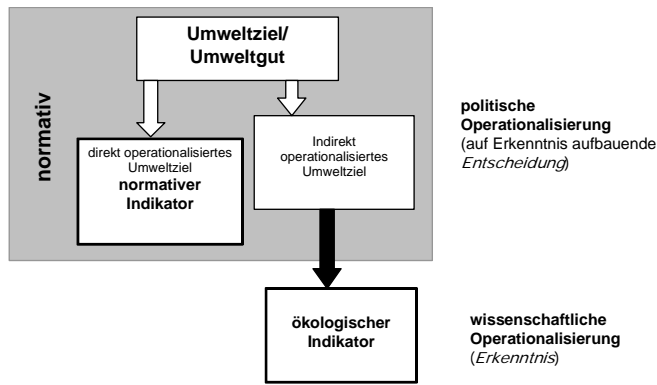 Umweltziel/
Umweltgut
normativ
direkt operationalisiertes
Umweltziel
normativer
Indikator
Indirekt
operationalisiertes
Umweltziel
politische
Operationalisierung
(auf Erkenntnis aufbauende
Entscheidung)
ökologischer
Indikator
wissenschaftliche
Operationalisierung
(Erkenntnis)